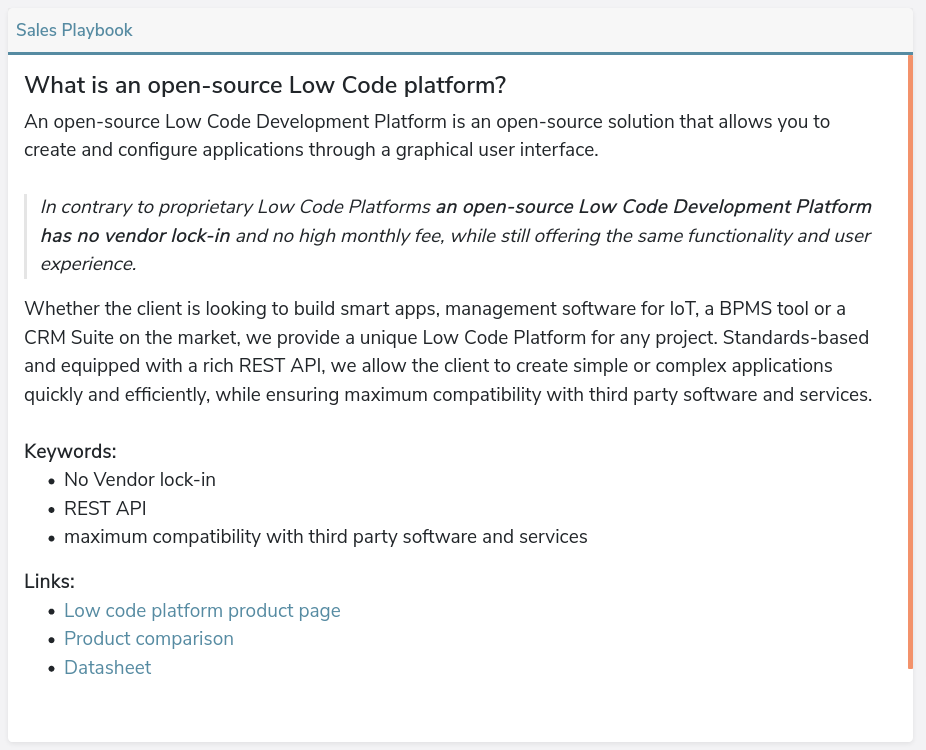 Sales Playbook
What is an open-source Low Code platform?
An open-source Low Code Development Platform is an open-source solution that allows you to
create and configure applications through a graphical user interface.
In contrary to proprietary Low Code Platforms an open-source Low Code Development Platform
has no vendor lock-in and no high monthly fee, while still offering the same functionality and user
experience.
Whether the client is looking to build smart apps, management software for IoT, a BPMS tool or a
CRM Suite on the market, we provide a unique Low Code Platform for any project. Standards-based
and equipped with a rich REST API, we allow the client to create simple or complex applications
quickly and efficiently, while ensuring maximum compatibility with third party software and services.
Keywords:
• No Vendor lock-in
• REST API
• maximum compatibility with third party software and services
Links:
• Low code platform product page
• Product comparison
• Datasheet